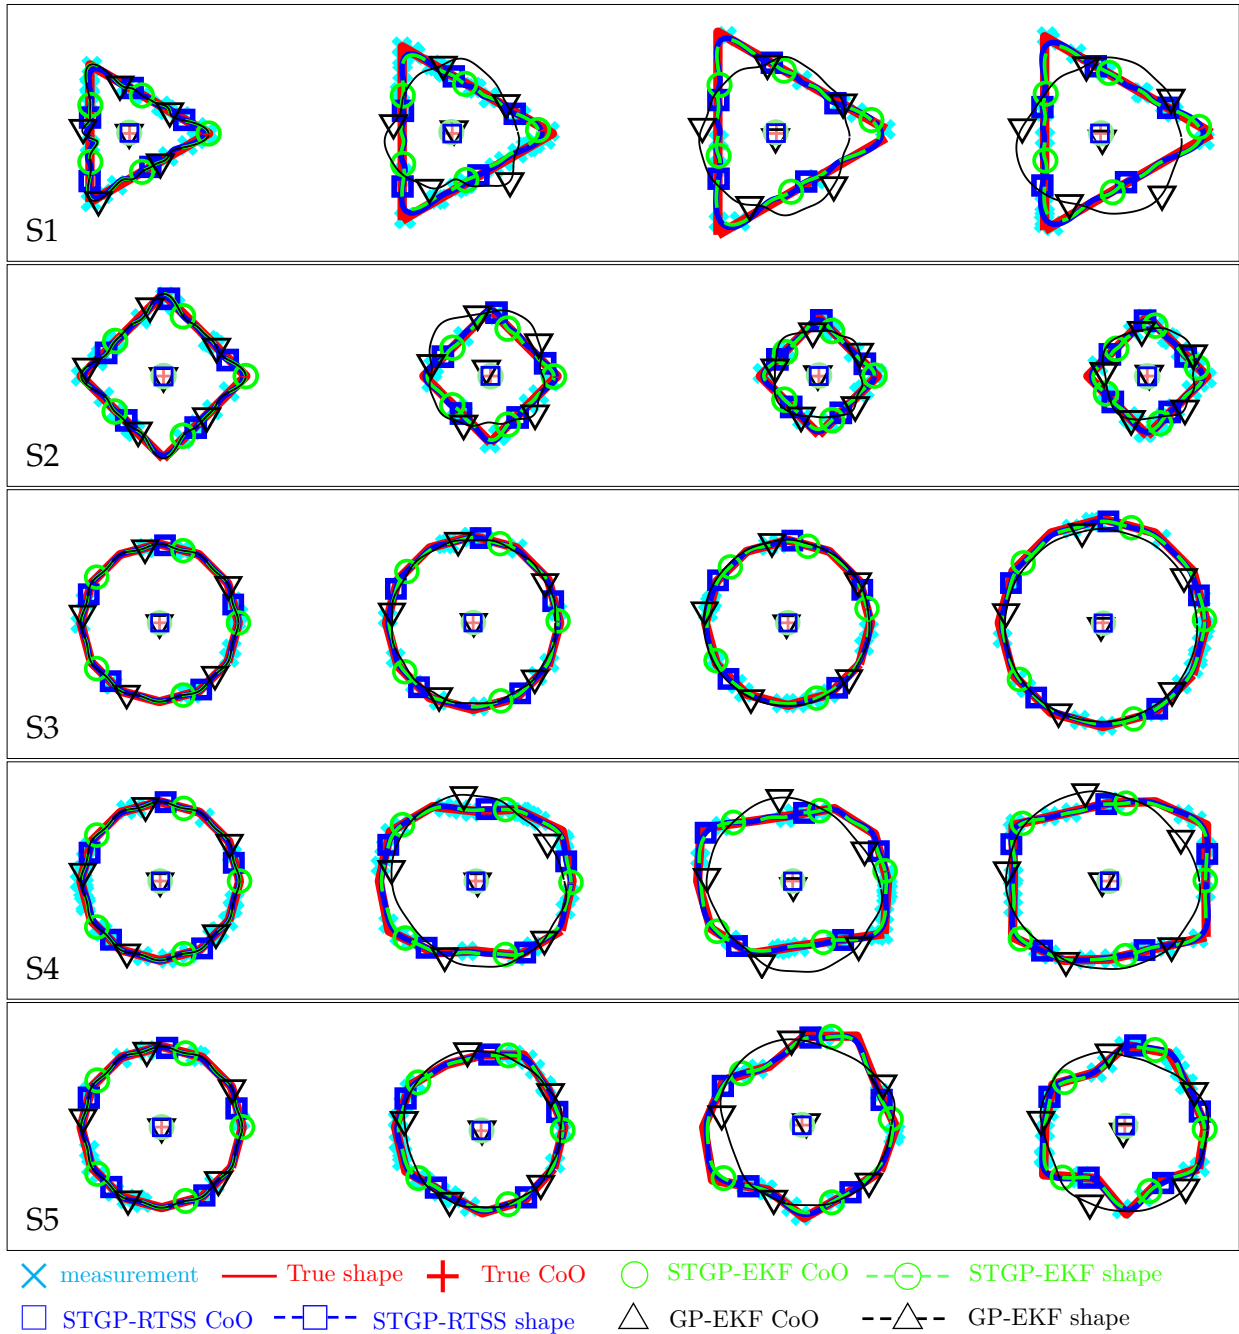 S1
S2
S3
S4
S5
measurement True shape True CoO STGP-EKF CoO STGP-EKF shape
STGP-RTSS CoO STGP-RTSS shape GP-EKF CoO GP-EKF shape